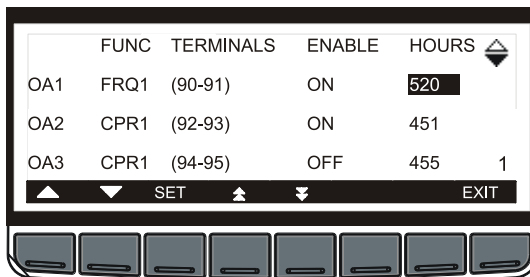 FUNC TERMINALS ENABLE HOURS
OA1 FRQ1 (90-91) ON 520
OA2 CPR1 (92-93) ON 451
OA3 CPR1 (94-95) OFF 455 1
SET EXIT